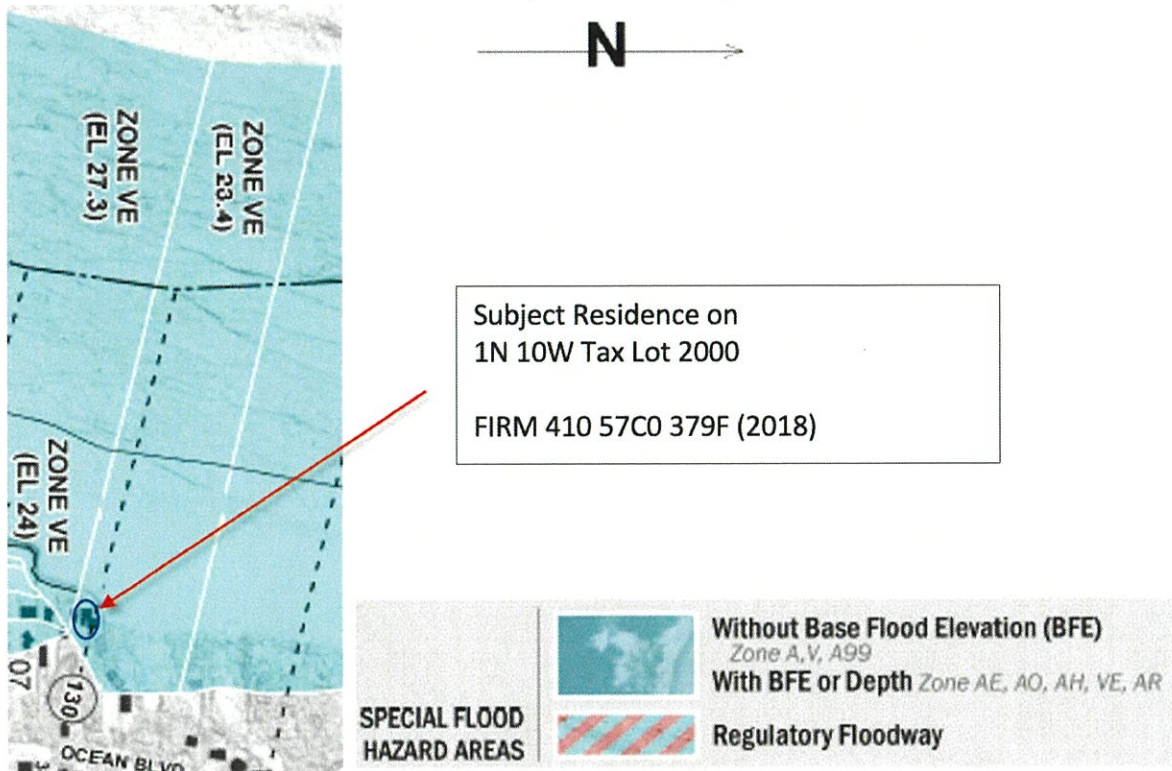 N
ZONE VE
(EL 27.3)
ZONE VE
(EL 23.4)
ZONE VE
(EL 24)
Subject Residence on
1N 10W Tax Lot 2000
FIRM 410 57C0 379F (2018)
07
130
OCEAN BLVD
SPECIAL FLOOD
HAZARD AREAS
Without Base Flood Elevation (BFE)
Zone A,V, A99
With BFE or Depth Zone AE, AO, AH, VE, AR
Regulatory Floodway